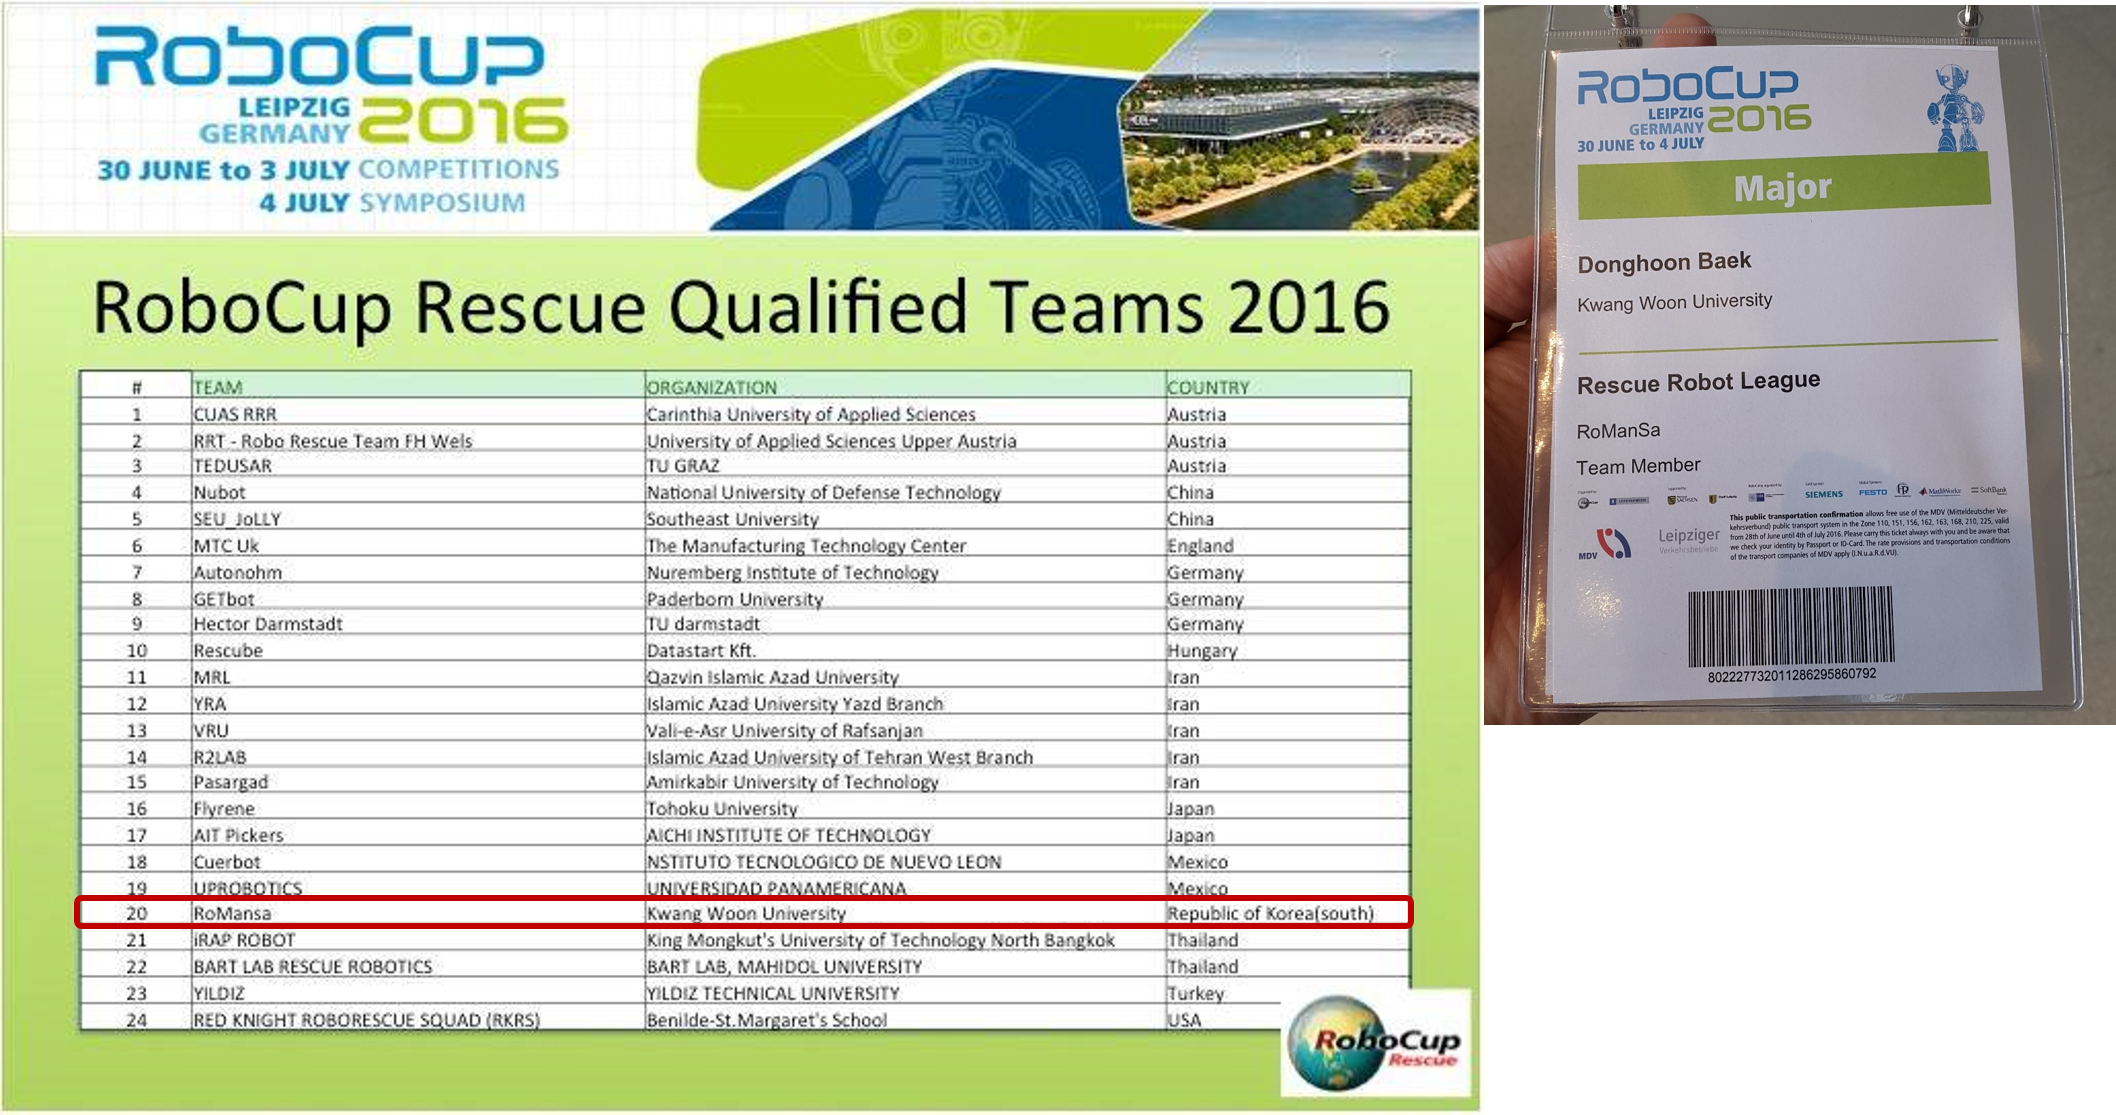 RoboCup
LEIPZIG
GERMANY 2016
30 JUNE to 3 JULY COMPETITIONS
4 JULY SYMPOSIUM
RoboCup Rescue Qualified Teams 2016
# TEAM ORGANIZATION COUNTRY
1 CUAS RRR Carinthia University of Applied Sciences Austria
2 RRT - Robo Rescue Team FH Wels University of Applied Sciences Upper Austria Austria
3 TEDUSAR TU GRAZ Austria
4 Nubot National University of Defense Technology China
5 SEU_JoLLY Southeast University China
6 MTC Uk The Manufacturing Technology Center England
7 Autonohm Nuremberg Institute of Technology Germany
8 GETbot Paderborn University Germany
9 Hector Darmstadt TU darmstadt Germany
10 Rescube Datastart Kft. Hungary
11 MRL Qazvin Islamic Azad University Iran
12 YRA Islamic Azad University Yazd Branch Iran
13 VRU Vali-e-Asr University of Rafsanjan Iran
14 R2LAB Islamic Azad University of Tehran West Branch Iran
15 Pasargad Amirkabir University of Technology Iran
16 Flyrene Tohoku University Japan
17 AIT Pickers AICHI INSTITUTE OF TECHNOLOGY Japan
18 Cuerbot NSTITUTO TECNOLOGICO DE NUEVO LEON Mexico
19 UPROBOTICS UNIVERSIDAD PANAMERICANA Mexico
20 RoMansa Kwang Woon University Republic of Korea(south)
21 iRAP ROBOT King Mongkut's University of Technology North Bangkok Thailand
22 BART LAB RESCUE ROBOTICS BART LAB, MAHIDOL UNIVERSITY Thailand
23 YILDIZ YILDIZ TECHNICAL UNIVERSITY Turkey
24 RED KNIGHT ROBORESCUE SQUAD (RKRS) Benilde-St.Margaret's School USA
RoboCup
Rescue
RoboCup
LEIPZIG
GERMANY 2016
30 JUNE to 4 JULY
Major
Donghoon Baek
Kwang Woon University
Rescue Robot League
RoManSa
Team Member
SIEMENS FESTO MathWorks SoftBank
This public transportation confirmation allows free use of the MDV (Mitteldeutscher Ver-
kehrsverbund) public transport system in the Zone 110, 151, 156, 162, 163, 168, 210, 225, valid
from 28th of June until 4th of July 2016. Please carry this ticket always with you and be aware that
we check your identity by Passport or ID-Card. The rate provisions and transportation conditions
of the transport companies of MDV apply (I.N.u.a.R.d.VU).
MDV
Leipziger
Verkehrsbetriebe
80222773201128629586079​2